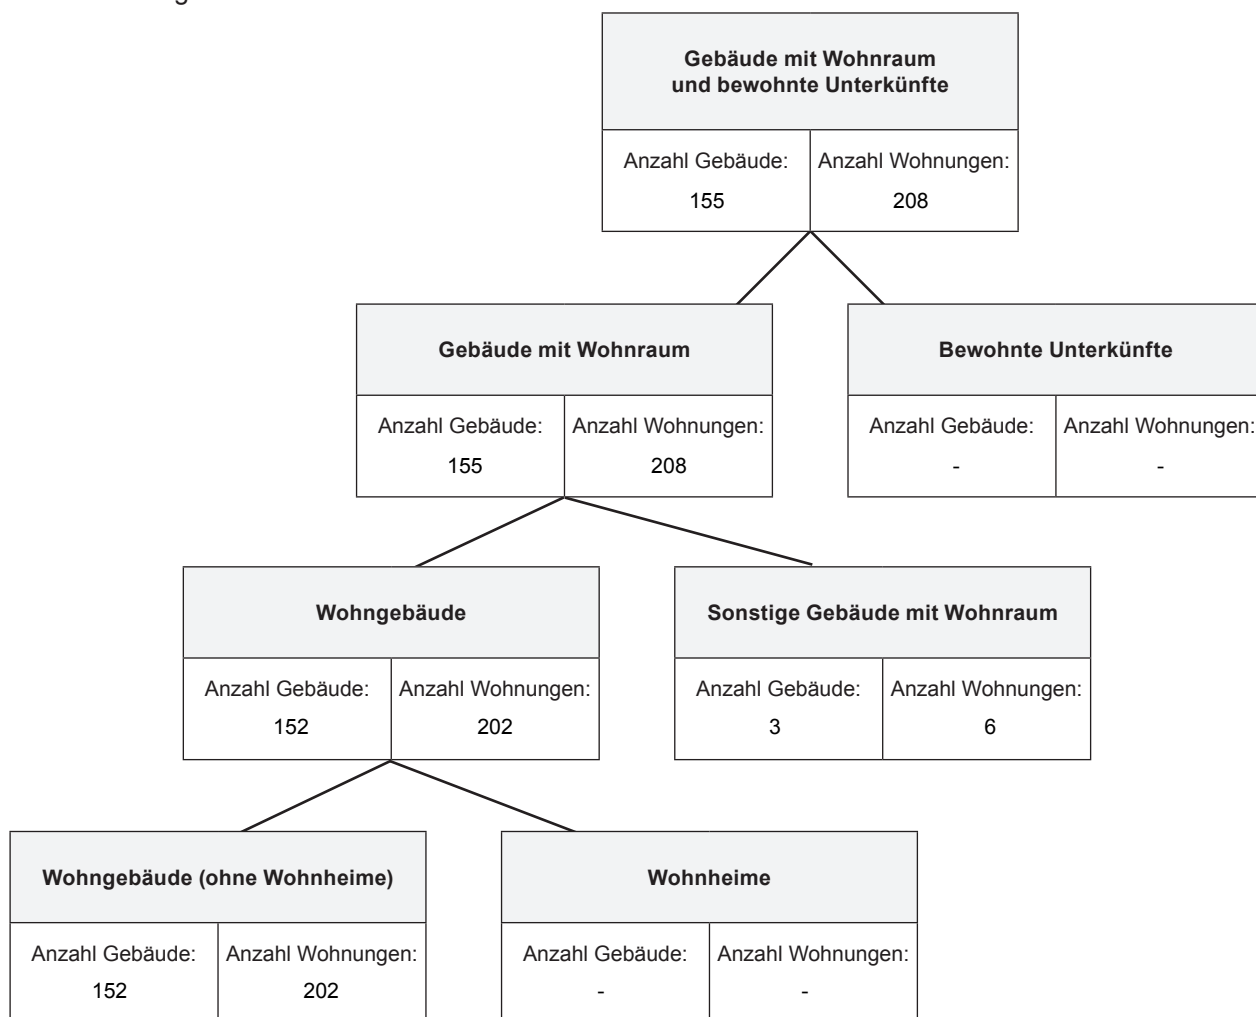 Gebäude mit Wohnraum
und bewohnte Unterkünfte
Anzahl Gebäude: Anzahl Wohnungen:
155 208
Gebäude mit Wohnraum
Bewohnte Unterkünfte
Anzahl Gebäude: Anzahl Wohnungen:
155 208
Anzahl Gebäude: Anzahl Wohnungen:
- -
Wohngebäude
Sonstige Gebäude mit Wohnraum
Anzahl Gebäude: Anzahl Wohnungen:
152 202
Anzahl Gebäude: Anzahl Wohnungen:
3 6
Wohngebäude (ohne Wohnheime)
Wohnheime
Anzahl Gebäude: Anzahl Wohnungen:
152 202
Anzahl Gebäude: Anzahl Wohnungen:
- -